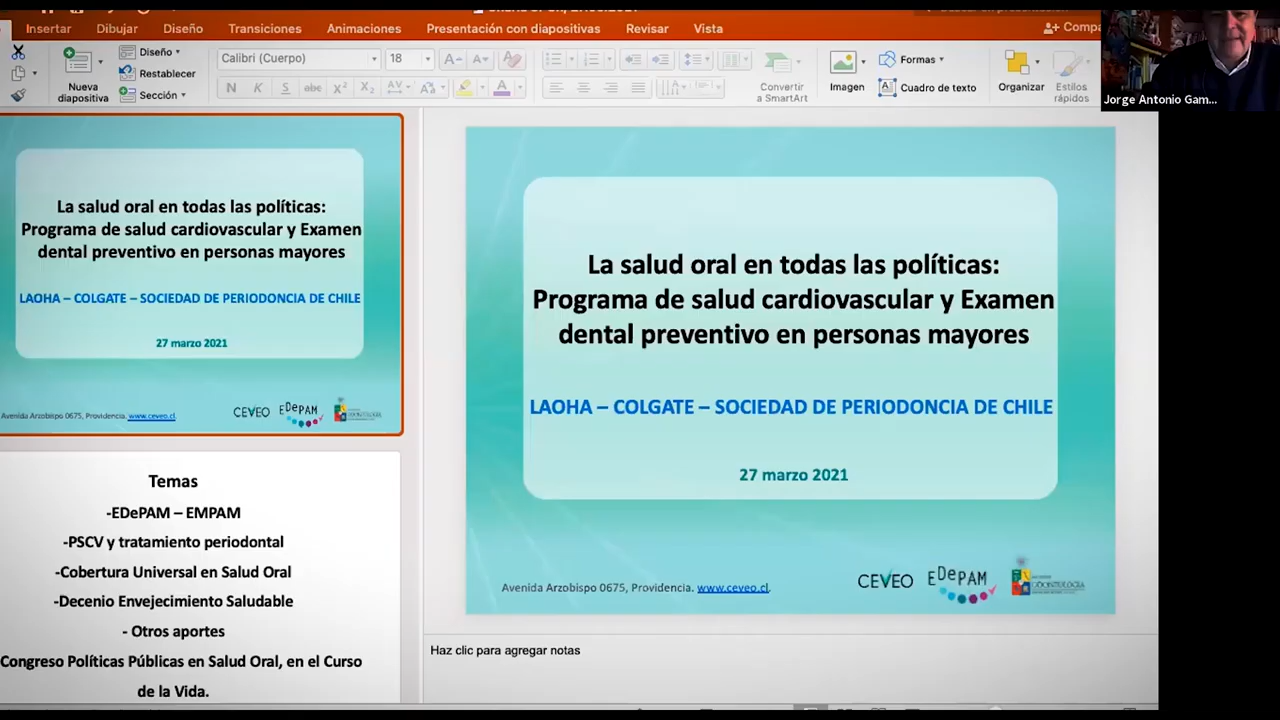 Insertar Dibujar Diseño Transiciones Animaciones Presentación con diapositivas Revisar Vista
Nueva diapositiva
Diseño
Restablecer
Sección
Calibri (Cuerpo) 18
N K S abc X² X₂ AV
Convertir a SmartArt
Imagen
Formas
Cuadro de texto
Organizar
Estilos rápidos
Jorge Antonio Gam...
La salud oral en todas las políticas:
Programa de salud cardiovascular y Examen
dental preventivo en personas mayores
LAOHA – COLGATE – SOCIEDAD DE PERIODONCIA DE CHILE
27 marzo 2021
Avenida Arzobispo 0675, Providencia. www.ceveo.cl.
CEVEO EDePAM
Temas
-EDePAM – EMPAM
-PSCV y tratamiento periodontal
-Cobertura Universal en Salud Oral
-Decenio Envejecimiento Saludable
- Otros aportes
Congreso Políticas Públicas en Salud Oral, en el Curso
de la Vida.
La salud oral en todas las políticas:
Programa de salud cardiovascular y Examen
dental preventivo en personas mayores
LAOHA – COLGATE – SOCIEDAD DE PERIODONCIA DE CHILE
27 marzo 2021
Avenida Arzobispo 0675, Providencia. www.ceveo.cl.
CEVEO EDePAM ODONTOLOGIA
Haz clic para agregar notas